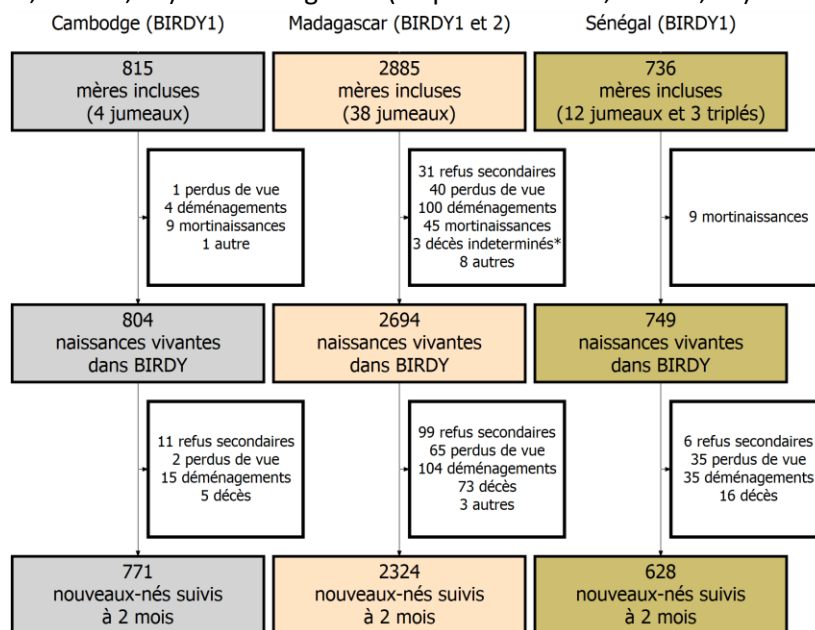 Cambodge (BIRDY1)
Madagascar (BIRDY1 et 2)
Sénégal (BIRDY1)
815
mères incluses
(4 jumeaux)
2885
mères incluses
(38 jumeaux)
736
mères incluses
(12 jumeaux et 3 triplés)
1 perdus de vue
4 déménagements
9 mortinaissances
1 autre
31 refus secondaires
40 perdus de vue
100 déménagements
45 mortinaissances
3 décès indeterminés*
8 autres
9 mortinaissances
804
naissances vivantes
dans BIRDY
2694
naissances vivantes
dans BIRDY
749
naissances vivantes
dans BIRDY
11 refus secondaires
2 perdus de vue
15 déménagements
5 décès
99 refus secondaires
65 perdus de vue
104 déménagements
73 décès
3 autres
6 refus secondaires
35 perdus de vue
35 déménagements
16 décès
771
nouveaux-nés suivis
à 2 mois
2324
nouveaux-nés suivis
à 2 mois
628
nouveaux-nés suivis
à 2 mois